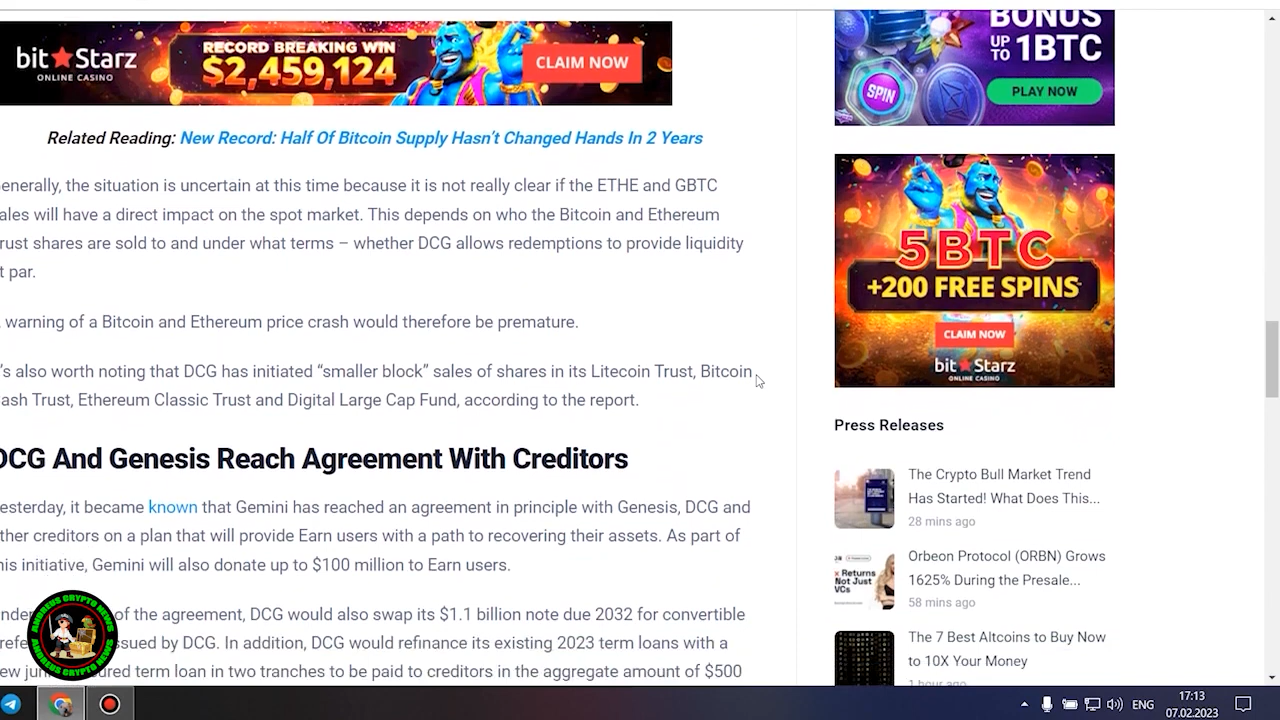 bit★Starz
ONLINE CASINO
RECORD BREAKING WIN
$2,459,124
CLAIM NOW
Related Reading: New Record: Half Of Bitcoin Supply Hasn't Changed Hands In 2 Years
enerally, the situation is uncertain at this time because it is not really clear if the ETHE and GBTC
ales will have a direct impact on the spot market. This depends on who the Bitcoin and Ethereum
rust shares are sold to and under what terms – whether DCG allows redemptions to provide liquidity
t par.
warning of a Bitcoin and Ethereum price crash would therefore be premature.
's also worth noting that DCG has initiated “smaller block” sales of shares in its Litecoin Trust, Bitcoin
ash Trust, Ethereum Classic Trust and Digital Large Cap Fund, according to the report.
DCG And Genesis Reach Agreement With Creditors
esterday, it became known that Gemini has reached an agreement in principle with Genesis, DCG and
ther creditors on a plan that will provide Earn users with a path to recovering their assets. As part of
his initiative, Gemini will also donate up to $100 million to Earn users.
of the agreement, DCG would also swap its $1.1 billion note due 2032 for convertible
ssued by DCG. In addition, DCG would refinance its existing 2023 term loans with a
term loan in two tranches to be paid to creditors in the aggregate amount of $500
BONUS
UP TO 1BTC
SPIN
PLAY NOW
5BTC
+200 FREE SPINS
CLAIM NOW
bit★Starz
ONLINE CASINO
Press Releases
The Crypto Bull Market Trend
Has Started! What Does This...
28 mins ago
Returns
Not Just
VCs
Orbeon Protocol (ORBN) Grows
1625% During the Presale...
58 mins ago
The 7 Best Altcoins to Buy Now
to 10X Your Money
1 hour ago
ANDREUS CRYPTO NEWS
ANDREUS CRYPTO NEWS
ENG
17:13
07.02.2023